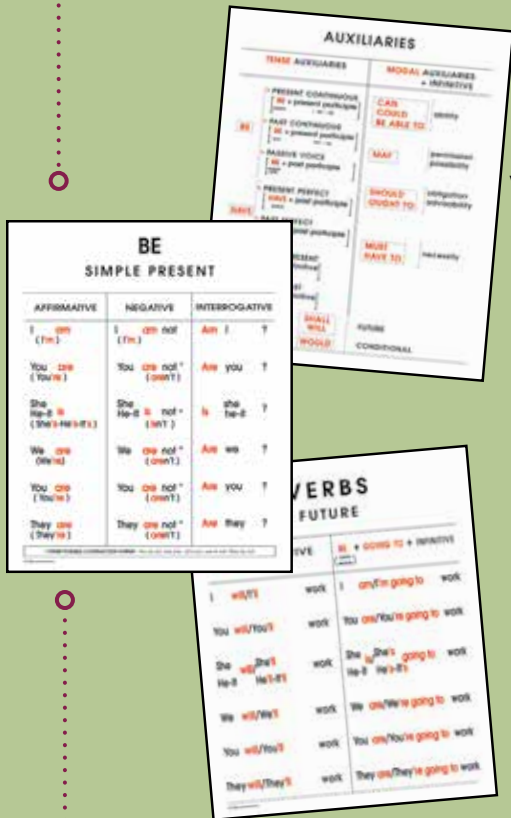 AUXILIARIES
TENSE AUXILIARIES
MODAL AUXILIARIES
+ INFINITIVE
PRESENT CONTINUOUS
BE + present participle
PAST CONTINUOUS
BE + present participle
BE
PASSIVE VOICE
BE + past participle
PRESENT PERFECT
HAVE + past participle
HAVE
PAST PERFECT
past participle
CAN
COULD
BE ABLE TO
MAY
permission
possibility
SHOULD
OUGHT TO
obligation
advisability
MUST
HAVE TO
necessity
SHALL
WILL
FUTURE
WOULD
CONDITIONAL
BE
SIMPLE PRESENT
AFFIRMATIVE NEGATIVE INTERROGATIVE
I am I am not Am I ?
(I'm) (I'm)
You are You are not * Are you ?
(You're) (aren't)
She She she
He-It is He-It is not * Is he-it ?
(She's-He's-It's) (isn't)
We are We are not * Are we ?
(We're) (aren't)
You are You are not * Are you ?
(You're) (aren't)
They are They are not * Are they ?
(They're) (aren't)
VERBS
FUTURE
IVE BE + GOING TO + INFINITIVE
I will/I'll work I am/I'm going to work
You will/You'll work You are/You're going to work
She will/She'll work She is/She's going to work
He-It He'll-It'll He-It He's-It's
We will/We'll work We are/We're going to work
You will/You'll work You are/You're going to work
They will/They'll work They are/They're going to work